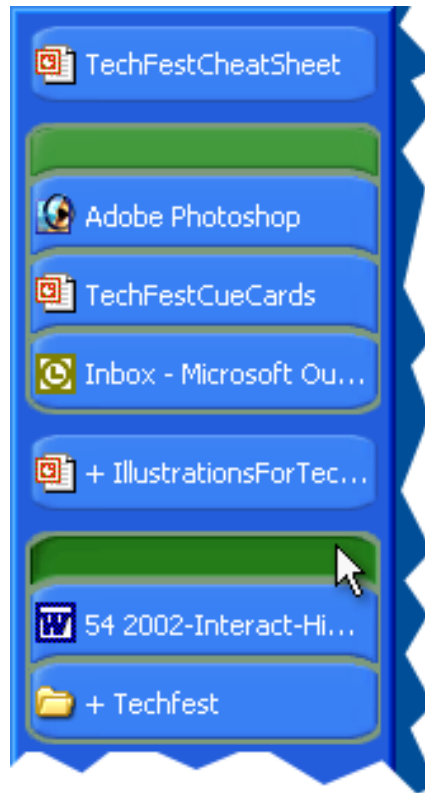 TechFestCheatSheet
Adobe Photoshop
TechFestCueCards
Inbox - Microsoft Ou...
+ IllustrationsForTec...
54 2002-Interact-Hi...
+ Techfest